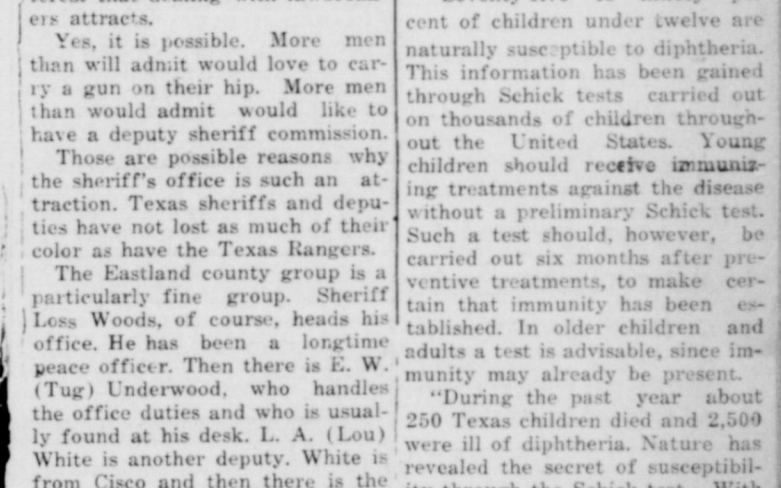 ers attracts.
Yes, it is possible. More men
than will admit would love to car-
ry a gun on their hip. More men
than would admit would like to
have a deputy sheriff commission.
Those are possible reasons why
the sheriff's office is such an at-
traction. Texas sheriffs and depu-
ties have not lost as much of their
color as have the Texas Rangers.
The Eastland county group is a
particularly fine group. Sheriff
Loss Woods, of course, heads his
office. He has been a longtime
peace officer. Then there is E. W.
(Tug) Underwood, who handles
the office duties and who is usual-
ly found at his desk. L. A. (Lou)
White is another deputy. White is
from Cisco and then there is the
cent of children under twelve are
naturally susceptible to diphtheria.
This information has been gained
through Schick tests carried out
on thousands of children through-
out the United States. Young
children should receive immuniz-
ing treatments against the disease
without a preliminary Schick test.
Such a test should, however, be
carried out six months after pre-
ventive treatments, to make cer-
tain that immunity has been es-
tablished. In older children and
adults a test is advisable, since im-
munity may already be present.
"During the past year about
250 Texas children died and 2,500
were ill of diphtheria. Nature has
revealed the secret of susceptibil-